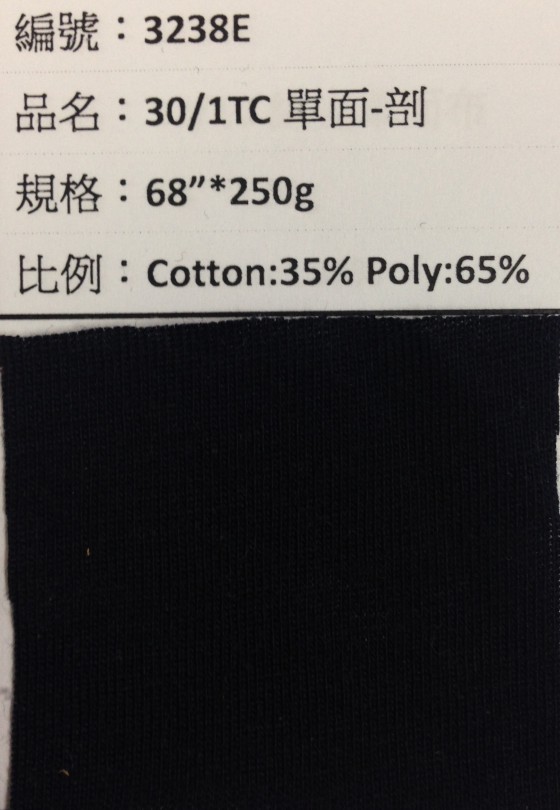 編號：3238E
品名：30/1TC 單面-剖
規格：68”*250g
比例：Cotton:35% Poly:65%